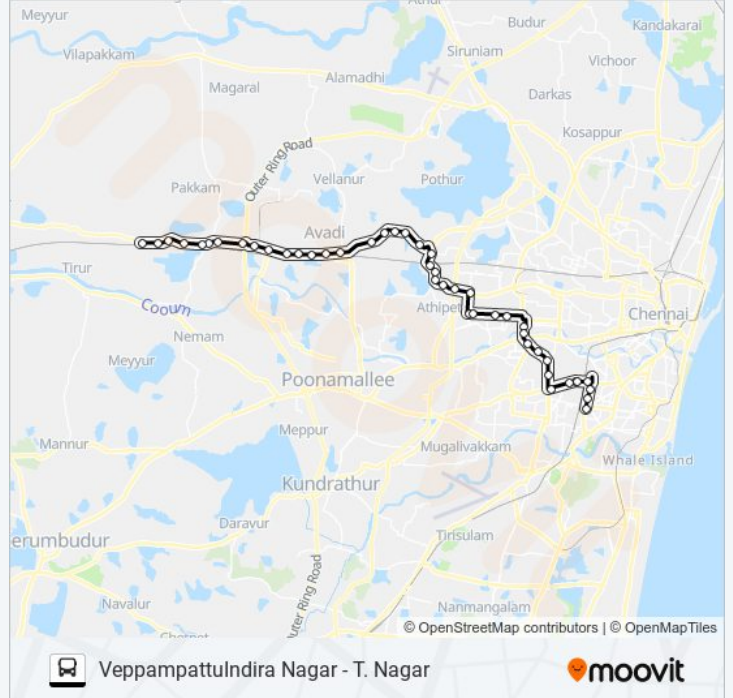 Meyyur
Budur
Kandakarai
Vilapakkam
Siruniam
Vichoor
Alamadhi
Magaral
Darkas
Kosappur
Outer Ring Road
Vellanur
Pothur
Pakkam
Avadi
Tirur
Cooum
Athipet
Chennai
Nemam
Meyyur
Poonamallee
Meppur
Mannur
Mugalivakkam
Whale Island
Kundrathur
Daravur
erumbudur
Tirisulam
Outer Ring Road
Navalur
Nanmangalam
© OpenStreetMap contributors | © OpenMapTiles
VeppampattuIndira Nagar - T. Nagar
moovit